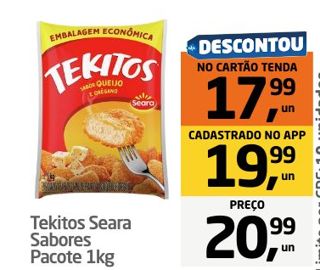 EMBALAGEM ECONÔMICA
TEKITOS
SABOR QUEIJO
E ORÉGANO
Seara
Tekitos Seara
Sabores
Pacote 1kg
DESCONTOU
NO CARTÃO TENDA
17,99 un
CADASTRADO NO APP
19,99 un
PREÇO
20,99 un